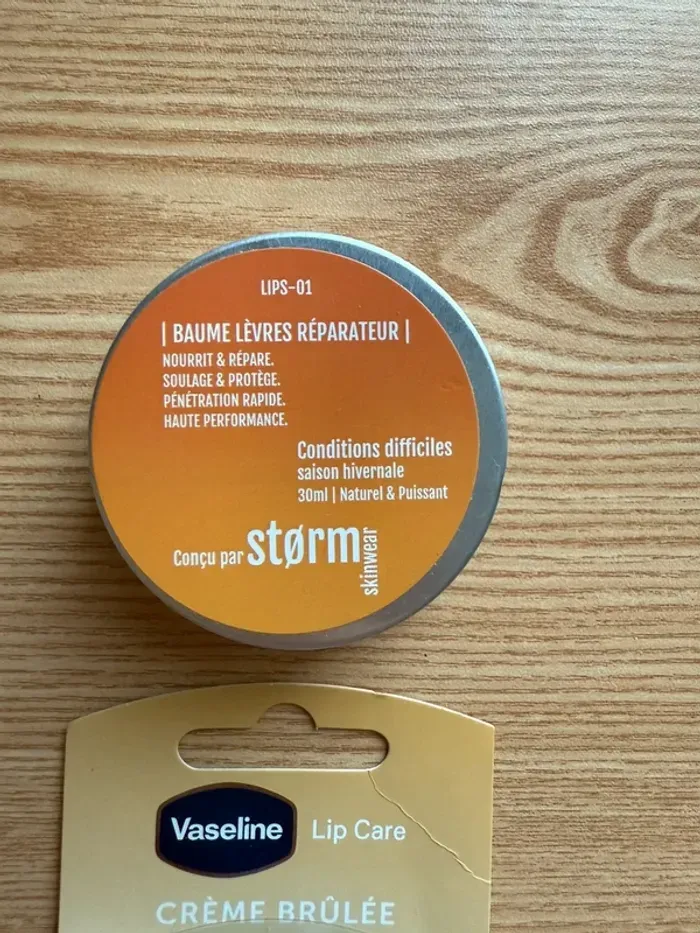 LIPS-01
| BAUME LÈVRES RÉPARATEUR |
NOURRIT & RÉPARE.
SOULAGE & PROTÈGE.
PÉNÉTRATION RAPIDE.
HAUTE PERFORMANCE.
Conditions difficiles
saison hivernale
30ml | Naturel & Puissant
Conçu par størm skinwear
Vaseline Lip Care
CRÈME BRÛLÉE